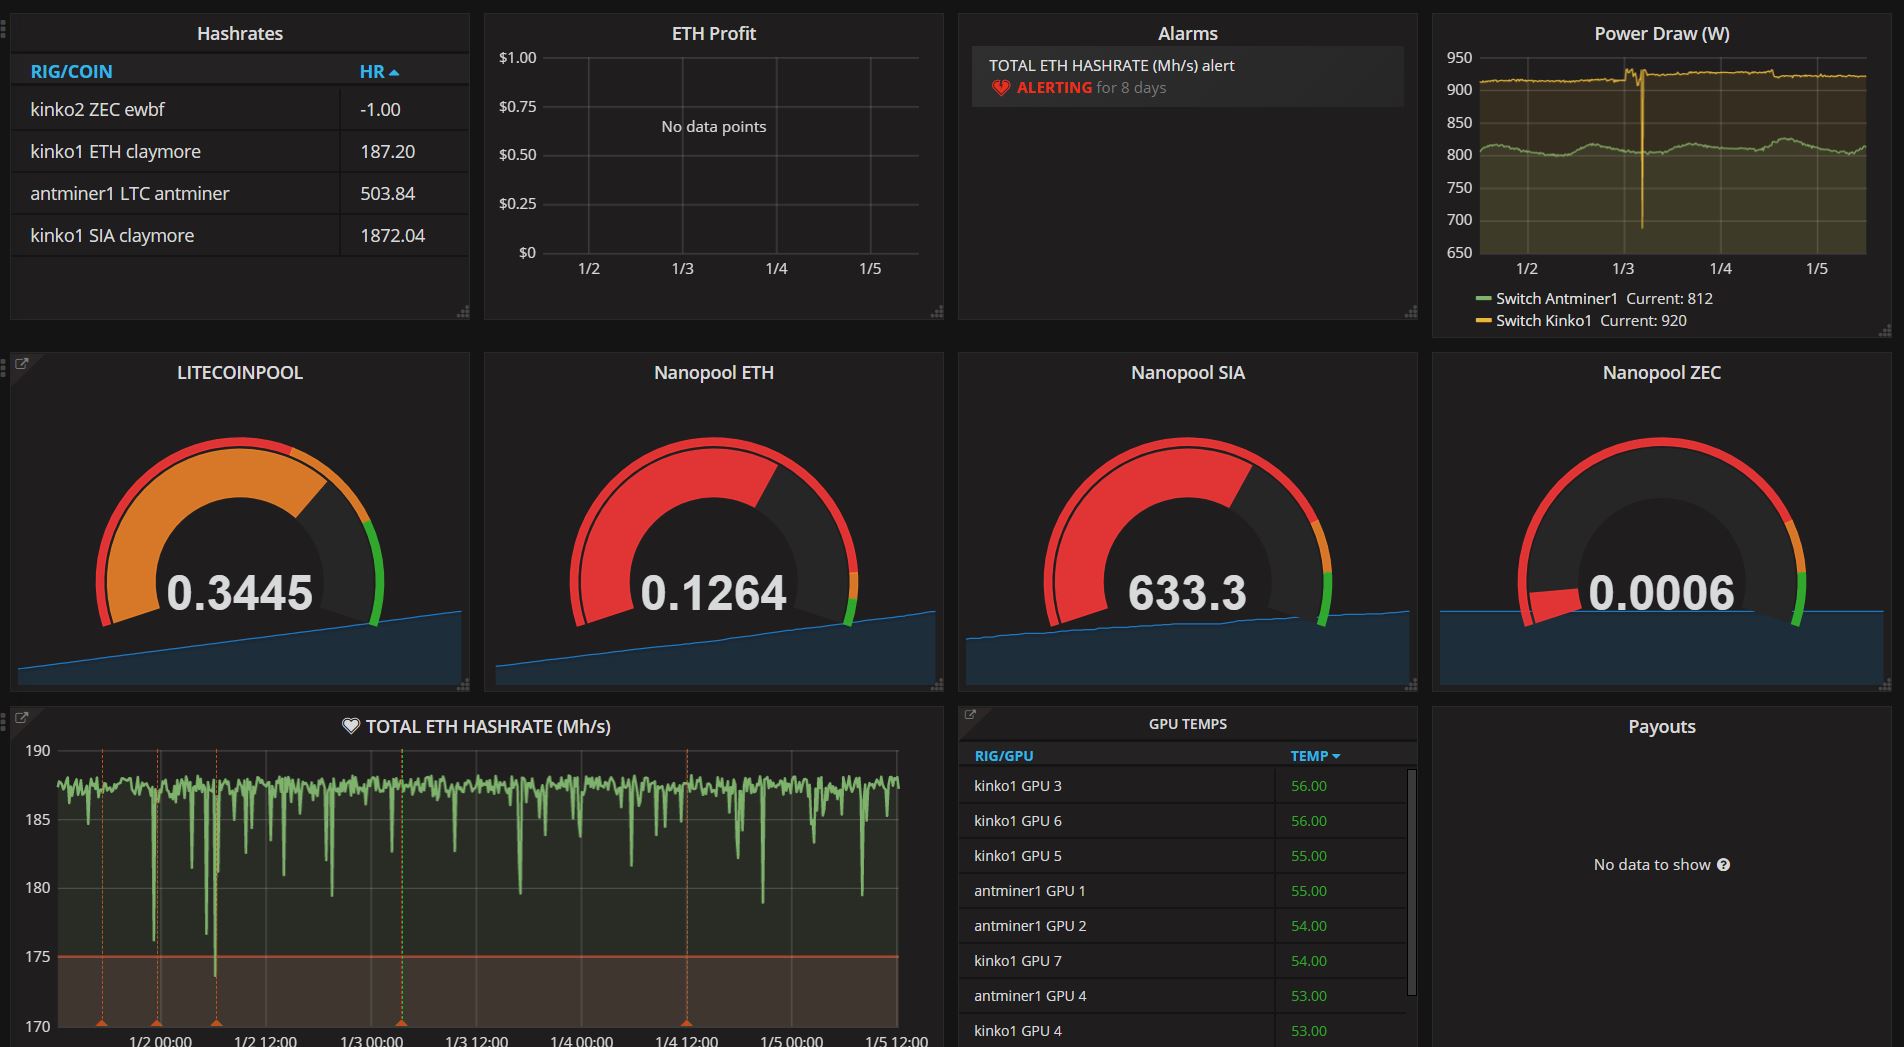 Hashrates
RIG/COIN HR
kinko2 ZEC ewbf -1.00
kinko1 ETH claymore 187.20
antminer1 LTC antminer 503.84
kinko1 SIA claymore 1872.04
ETH Profit
$1.00
$0.75
No data points
$0.50
$0.25
$0
1/2 1/3 1/4 1/5
Alarms
TOTAL ETH HASHRATE (Mh/s) alert
ALERTING for 8 days
Power Draw (W)
950
900
850
800
750
700
650
1/2 1/3 1/4 1/5
Switch Antminer1 Current: 812
Switch Kinko1 Current: 920
LITECOINPOOL
0.3445
Nanopool ETH
0.1264
Nanopool SIA
633.3
Nanopool ZEC
0.0006
TOTAL ETH HASHRATE (Mh/s)
190
185
180
175
170
1/2 00:00 1/2 12:00 1/3 00:00 1/3 12:00 1/4 00:00 1/4 12:00 1/5 00:00 1/5 12:00
GPU TEMPS
RIG/GPU TEMP
kinko1 GPU 3 56.00
kinko1 GPU 6 56.00
kinko1 GPU 5 55.00
antminer1 GPU 1 55.00
antminer1 GPU 2 54.00
kinko1 GPU 7 54.00
antminer1 GPU 4 53.00
kinko1 GPU 4 53.00
Payouts
No data to show ?